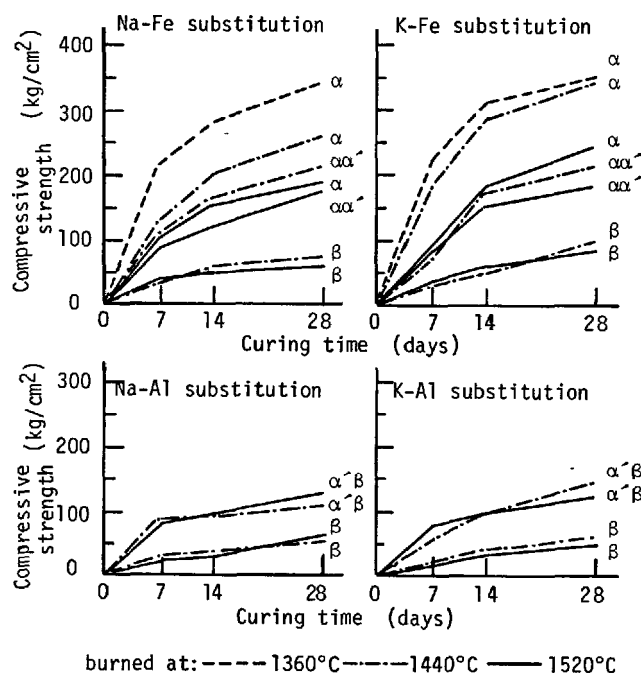 Na-Fe substitution
K-Fe substitution
Compressive strength (kg/cm²)
400
300
200
100
0
α
α
αα´
α
αα´
β
β
0 7 14 28
α
α
α
αα´
αα´
β
β
0 7 14 28
Curing time (days)
Na-Al substitution
K-Al substitution
Compressive strength (kg/cm²)
300
200
100
0
α´β
α´β
β
β
0 7 14 28
α´β
α´β
β
β
0 7 14 28
Curing time (days)
burned at: 1360°C 1440°C 1520°C